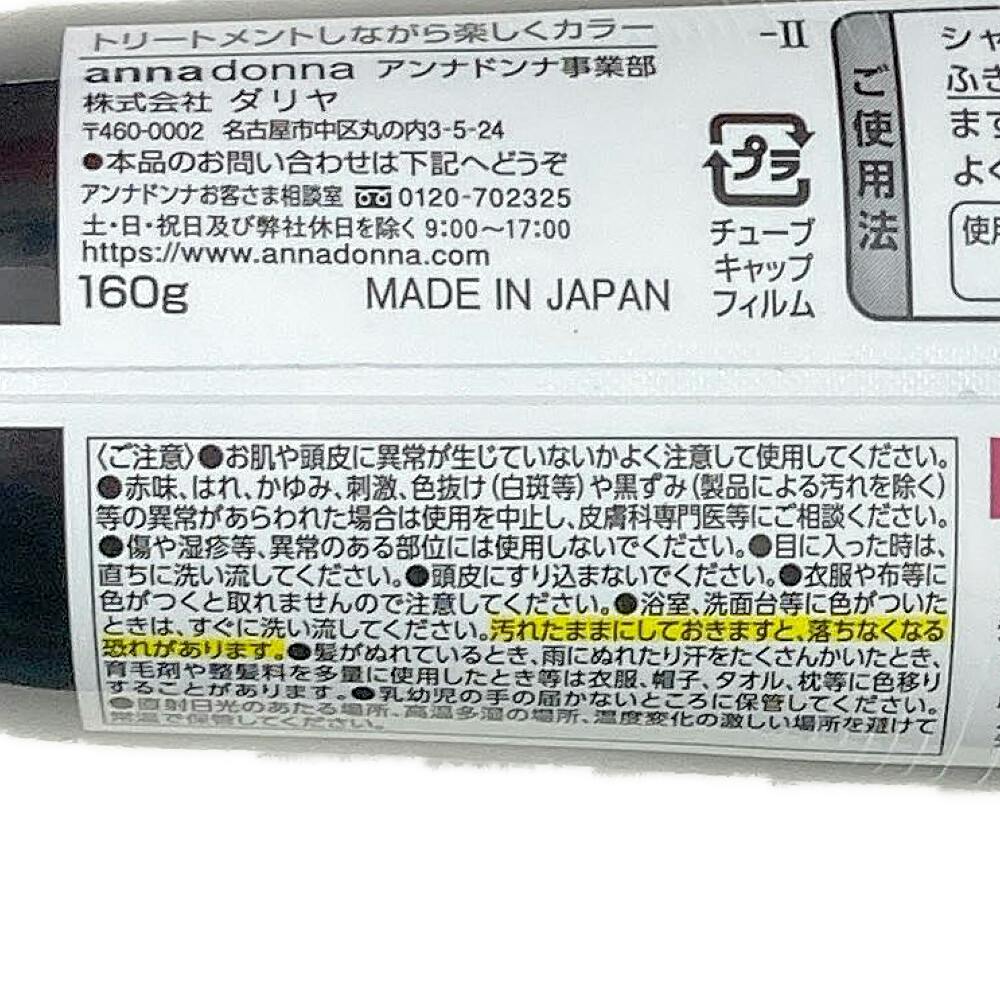 トリートメントしながら楽しくカラー
annadonna アンナドンナ事業部
株式会社 ダリヤ
〒460-0002 名古屋市中区丸の内3-5-24
●本品のお問い合わせは下記へどうぞ
アンナドンナお客さま相談室 0120-702325
土・日・祝日及び弊社休日を除く 9:00〜17:00
https://www.annadonna.com
160g MADE IN JAPAN
-II
プラ
チューブ
キャップ
フィルム
ご使用法
シャ
ふき
ます
よく
使用
〈ご注意〉●お肌や頭皮に異常が生じていないかよく注意して使用してください。
●赤味、はれ、かゆみ、刺激、色抜け(白斑等)や黒ずみ(製品による汚れを除く)
等の異常があらわれた場合は使用を中止し、皮膚科専門医等にご相談ください。
●傷や湿疹等、異常のある部位には使用しないでください。●目に入った時は、
直ちに洗い流してください。●頭皮にすり込まないでください。●衣服や布等に
色がつくと取れませんので注意してください。●浴室、洗面台等に色がついた
ときは、すぐに洗い流してください。汚れたままにしておきますと、落ちなくなる
恐れがあります。●髪がぬれているとき、雨にぬれたり汗をたくさんかいたとき、
育毛剤や整髪料を多量に使用したとき等は衣服、帽子、タオル、枕等に色移り
することがあります。●乳幼児の手の届かないところに保管してください。
●直射日光のあたる場所、高温多湿の場所、温度変化の激しい場所を避けて
常温で保管してください。